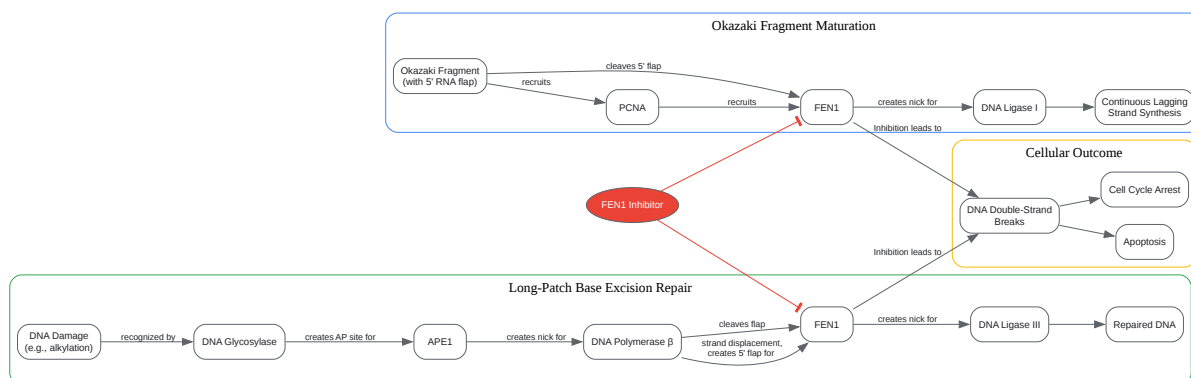 Okazaki Fragment Maturation
Okazaki Fragment
(with 5' RNA flap)
cleaves 5' flap
recruits
PCNA
recruits
FEN1
creates nick for
DNA Ligase I
Continuous Lagging
Strand Synthesis
Inhibition leads to
Cellular Outcome
FEN1 Inhibitor
DNA Double-Strand
Breaks
Cell Cycle Arrest
Apoptosis
Inhibition leads to
Long-Patch Base Excision Repair
DNA Damage
(e.g., alkylation)
recognized by
DNA Glycosylase
creates AP site for
APE1
creates nick for
DNA Polymerase β
cleaves flap
strand displacement,
creates 5' flap for
FEN1
creates nick for
DNA Ligase III
Repaired DNA